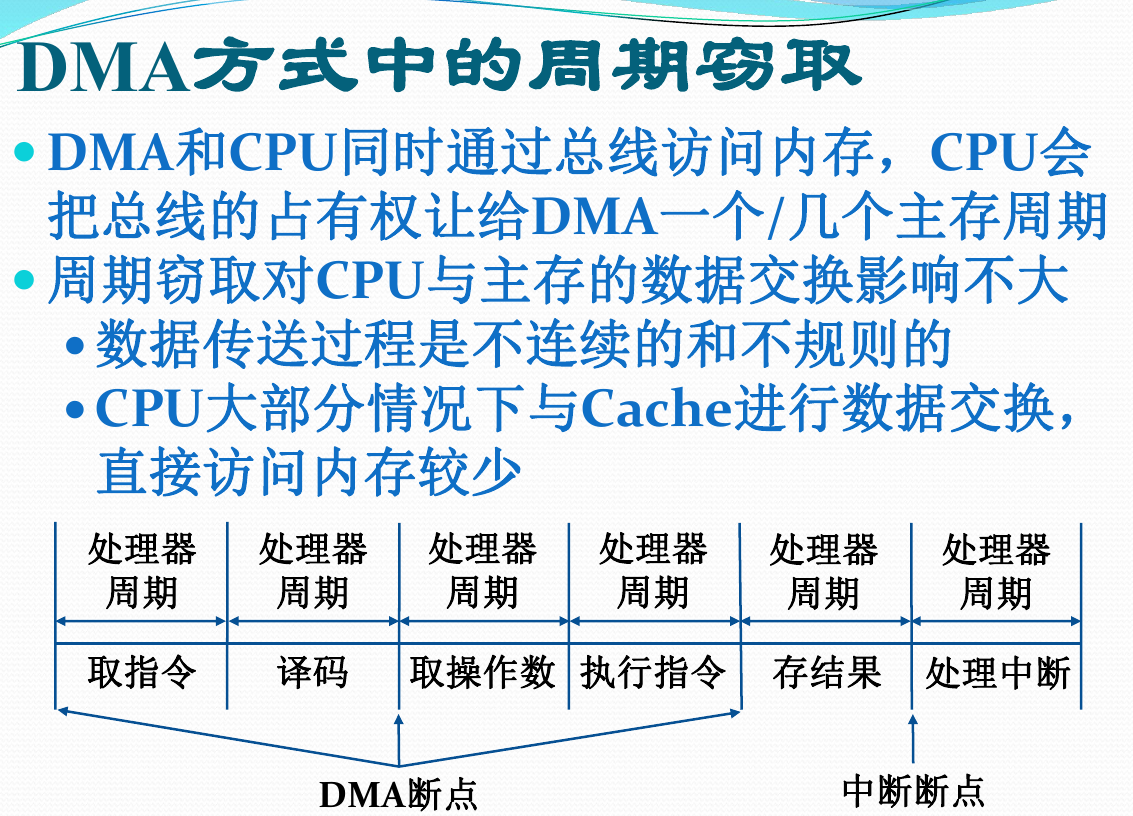 DMA方式中的周期窃取
• DMA和CPU同时通过总线访问内存，CPU会
把总线的占有权让给DMA一个/几个主存周期
• 周期窃取对CPU与主存的数据交换影响不大
• 数据传送过程是不连续的和不规则的
• CPU大部分情况下与Cache进行数据交换，
直接访问内存较少
处理器 处理器 处理器 处理器 处理器 处理器
周期 周期 周期 周期 周期 周期
取指令 译码 取操作数 执行指令 存结果 处理中断
DMA断点 中断断点